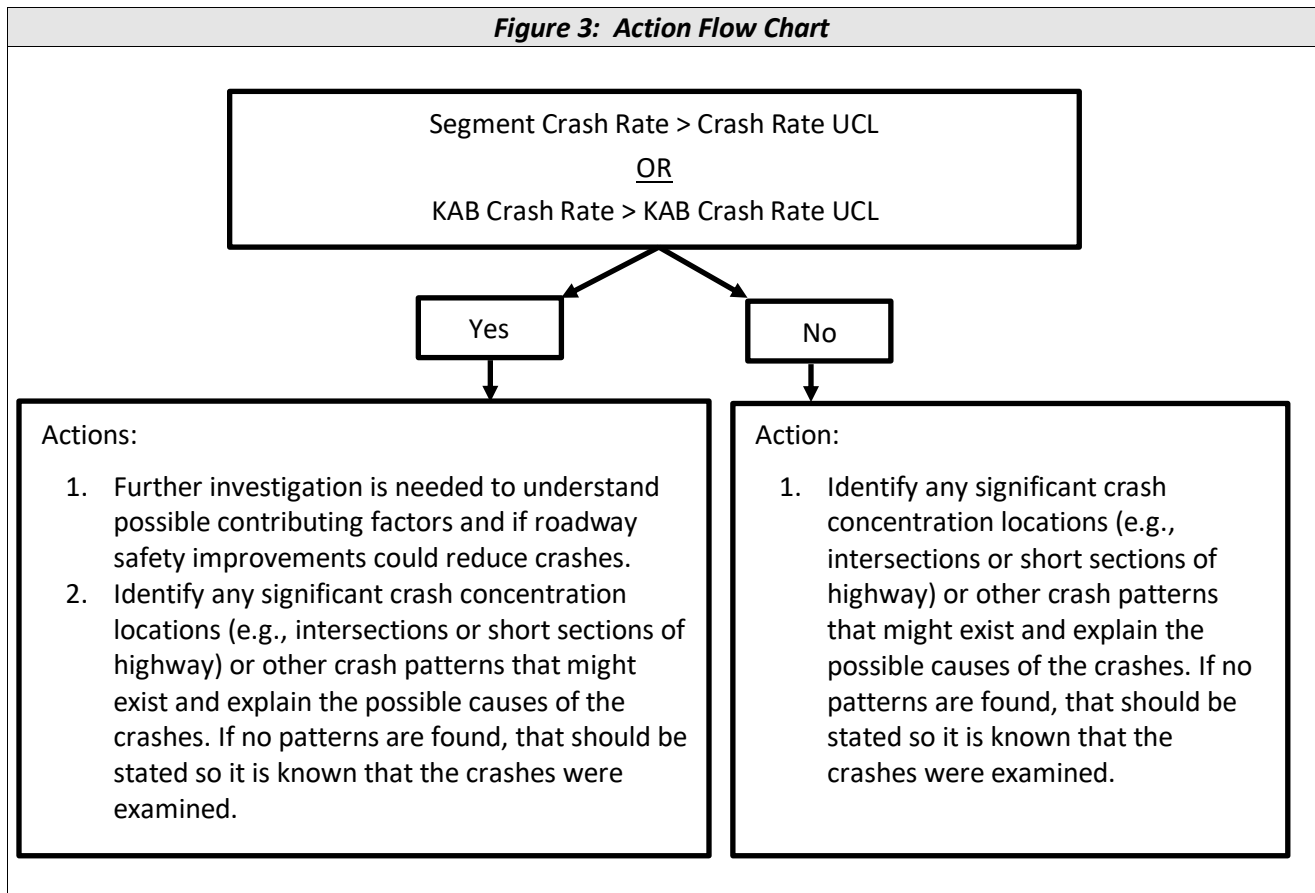 Figure 3: Action Flow Chart
Segment Crash Rate > Crash Rate UCL
OR
KAB Crash Rate > KAB Crash Rate UCL
Yes
No
Actions:
1. Further investigation is needed to understand
possible contributing factors and if roadway
safety improvements could reduce crashes.
2. Identify any significant crash concentration
locations (e.g., intersections or short sections of
highway) or other crash patterns that might
exist and explain the possible causes of the
crashes. If no patterns are found, that should be
stated so it is known that the crashes were
examined.
Action:
1. Identify any significant crash
concentration locations (e.g.,
intersections or short sections of
highway) or other crash patterns
that might exist and explain the
possible causes of the crashes. If no
patterns are found, that should be
stated so it is known that the
crashes were examined.